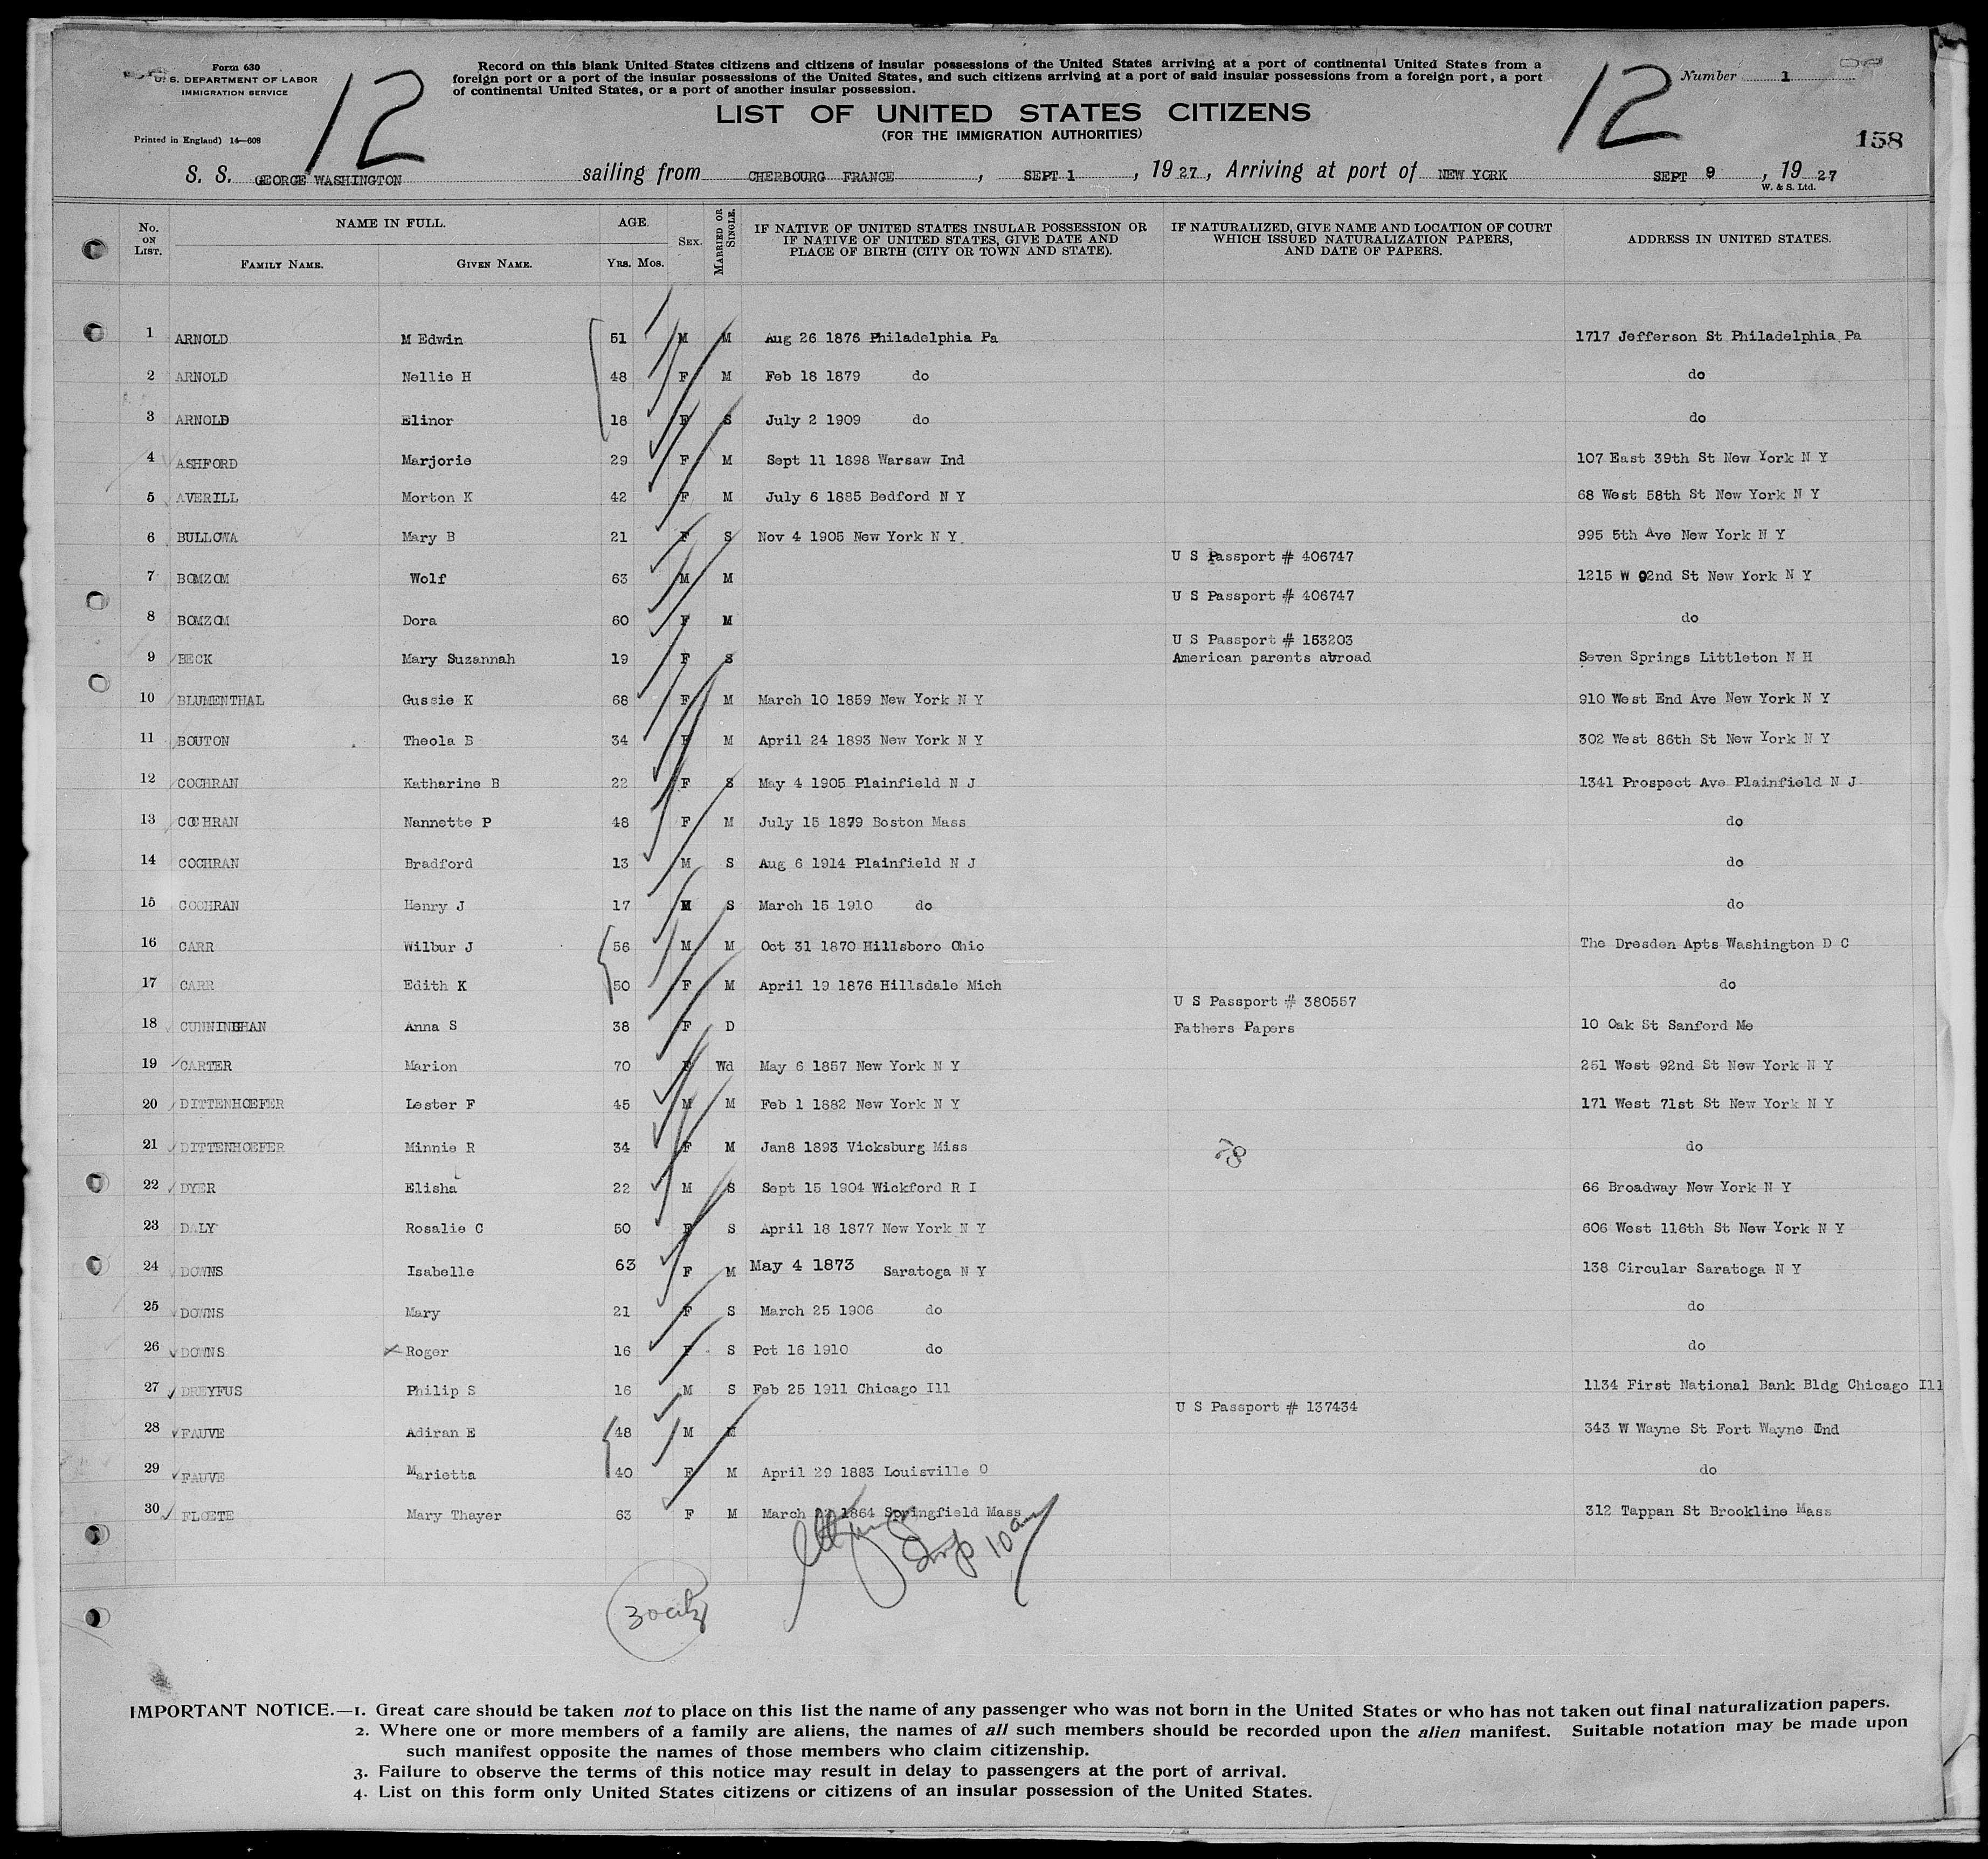 Form 630
U. S. DEPARTMENT OF LABOR
IMMIGRATION SERVICE
Printed in England) 14—608
12
Record on this blank United States citizens and citizens of insular possessions of the United States arriving at a port of continental United States from a
foreign port or a port of the insular possessions of the United States, and such citizens arriving at a port of said insular possessions from a foreign port, a port
of continental United States, or a port of another insular possession.
LIST OF UNITED STATES CITIZENS
(FOR THE IMMIGRATION AUTHORITIES)
12
Number 1
158
S. S. GEORGE WASHINGTON sailing from CHERBOURG FRANCE , SEPT 1 , 19 27 , Arriving at port of NEW YORK SEPT 9 , 19 27
W. & S. Ltd.
No. ON LIST. NAME IN FULL. AGE. SEX. MARRIED OR SINGLE. IF NATIVE OF UNITED STATES INSULAR POSSESSION OR IF NATIVE OF UNITED STATES, GIVE DATE AND PLACE OF BIRTH (CITY OR TOWN AND STATE). IF NATURALIZED, GIVE NAME AND LOCATION OF COURT WHICH ISSUED NATURALIZATION PAPERS, AND DATE OF PAPERS. ADDRESS IN UNITED STATES.
FAMILY NAME. GIVEN NAME. YRS. MOS.
1 ARNOLD M Edwin 51 M M Aug 26 1876 Philadelphia Pa 1717 Jefferson St Philadelphia Pa
2 ARNOLD Nellie H 48 F M Feb 18 1879 do do
3 ARNOLD Elinor 18 F S July 2 1909 do do
4 ASHFORD Marjorie 29 F M Sept 11 1898 Warsaw Ind 107 East 39th St New York N Y
5 AVERILL Morton K 42 F M July 6 1885 Bedford N Y 68 West 58th St New York N Y
6 BULLOWA Mary B 21 F S Nov 4 1905 New York N Y 995 5th Ave New York N Y
U S Passport # 406747
7 BOMZOM Wolf 63 M M 1215 W 92nd St New York N Y
U S Passport # 406747
8 BOMZOM Dora 60 F M do
U S Passport # 153203
9 BECK Mary Suzannah 19 F S American parents abroad Seven Springs Littleton N H
10 BLUMENTHAL Gussie K 68 F M March 10 1859 New York N Y 910 West End Ave New York N Y
11 BOUTON Theola B 34 F M April 24 1893 New York N Y 302 West 86th St New York N Y
12 COCHRAN Katharine B 22 F S May 4 1905 Plainfield N J 1341 Prospect Ave Plainfield N J
13 COCHRAN Nannette P 48 F M July 15 1879 Boston Mass do
14 COCHRAN Bradford 13 M S Aug 6 1914 Plainfield N J do
15 COCHRAN Henry J 17 M S March 15 1910 do do
16 CARR Wilbur J 56 M M Oct 31 1870 Hillsboro Ohio The Dresden Apts Washington D C
17 CARR Edith K 50 F M April 19 1876 Hillsdale Mich do
U S Passport # 380557
18 CUNNINGHAN Anna S 38 F D Fathers Papers 10 Oak St Sanford Me
19 CARTER Marion 70 F Wd May 6 1857 New York N Y 251 West 92nd St New York N Y
20 DITTENHOEFER Lester F 45 M M Feb 1 1882 New York N Y 171 West 71st St New York N Y
21 DITTENHOEFER Minnie R 34 F M Jan8 1893 Vicksburg Miss do
22 DYER Elisha 22 M S Sept 15 1904 Wickford R I 66 Broadway New York N Y
23 DALY Rosalie C 50 F S April 18 1877 New York N Y 606 West 116th St New York N Y
24 DOWNS Isabelle 63 F M May 4 1873 Saratoga N Y 138 Circular Saratoga N Y
25 DOWNS Mary 21 F S March 25 1906 do do
26 DOWNS Roger 16 F S Pct 16 1910 do do
27 DREYFUS Philip S 16 M S Feb 25 1911 Chicago Ill 1134 First National Bank Bldg Chicago Ill
U S Passport # 137434
28 FAUVE Adiran E 48 M M 343 W Wayne St Fort Wayne Ind
29 FAUVE Marietta 40 F M April 29 1883 Louisville O do
30 FLOETE Mary Thayer 63 F M March 1864 Springfield Mass 312 Tappan St Brookline Mass
10 am
IMPORTANT NOTICE.—1. Great care should be taken not to place on this list the name of any passenger who was not born in the United States or who has not taken out final naturalization papers.
2. Where one or more members of a family are aliens, the names of all such members should be recorded upon the alien manifest. Suitable notation may be made upon
such manifest opposite the names of those members who claim citizenship.
3. Failure to observe the terms of this notice may result in delay to passengers at the port of arrival.
4. List on this form only United States citizens or citizens of an insular possession of the United States.